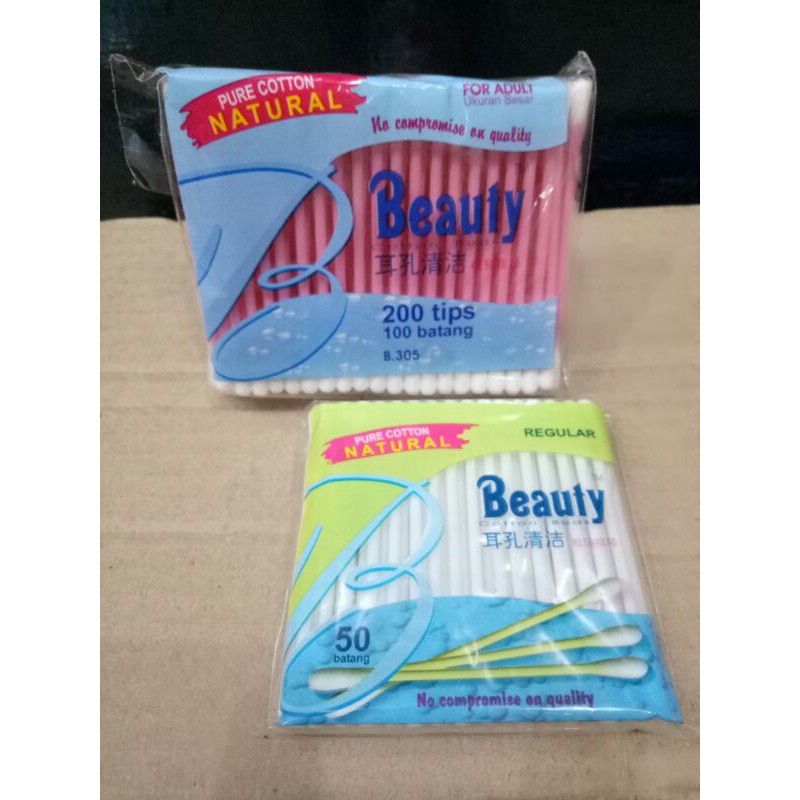 PURE COTTON
NATURAL
FOR ADULT
Ukuran Besar
No compromise on quality
Beauty
耳孔清洁
200 tips
100 batang
B.305
PURE COTTON
NATURAL
REGULAR
TM
Beauty
Cotton Buds
耳孔清洁
50
batang
No compromise on quality